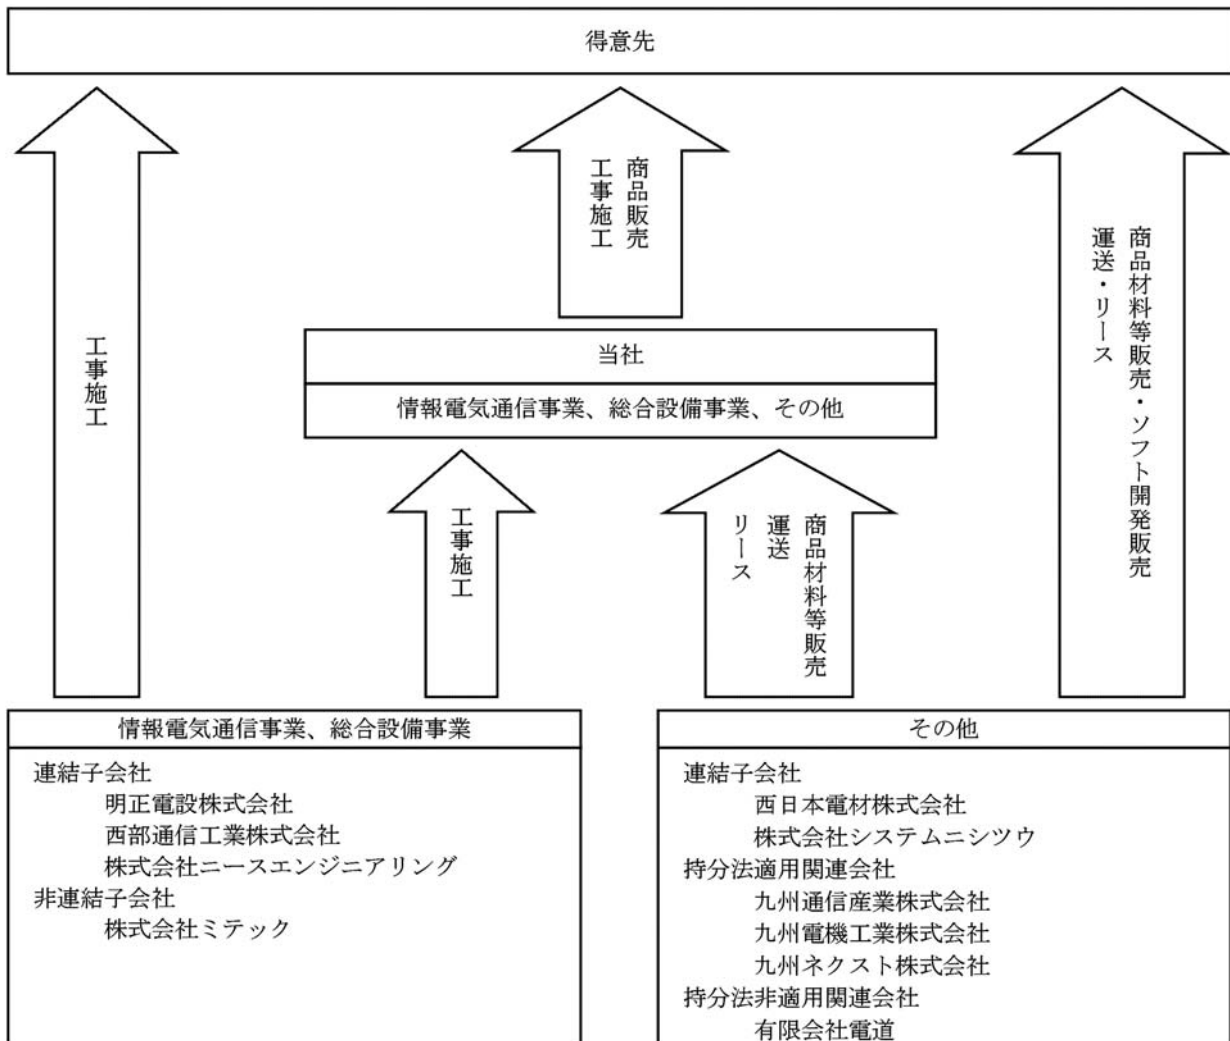 得意先
工事施工
商品販売
工事施工
商品材料等販売・ソフト開発販売
運送・リース
当社
情報電気通信事業、総合設備事業、その他
工事施工
商品材料等販売
運送
リース
情報電気通信事業、総合設備事業
連結子会社
明正電設株式会社
西部通信工業株式会社
株式会社ニースエンジニアリング
非連結子会社
株式会社ミテック
その他
連結子会社
西日本電材株式会社
株式会社システムニシツウ
持分法適用関連会社
九州通信産業株式会社
九州電機工業株式会社
九州ネクスト株式会社
持分法非適用関連会社
有限会社電道